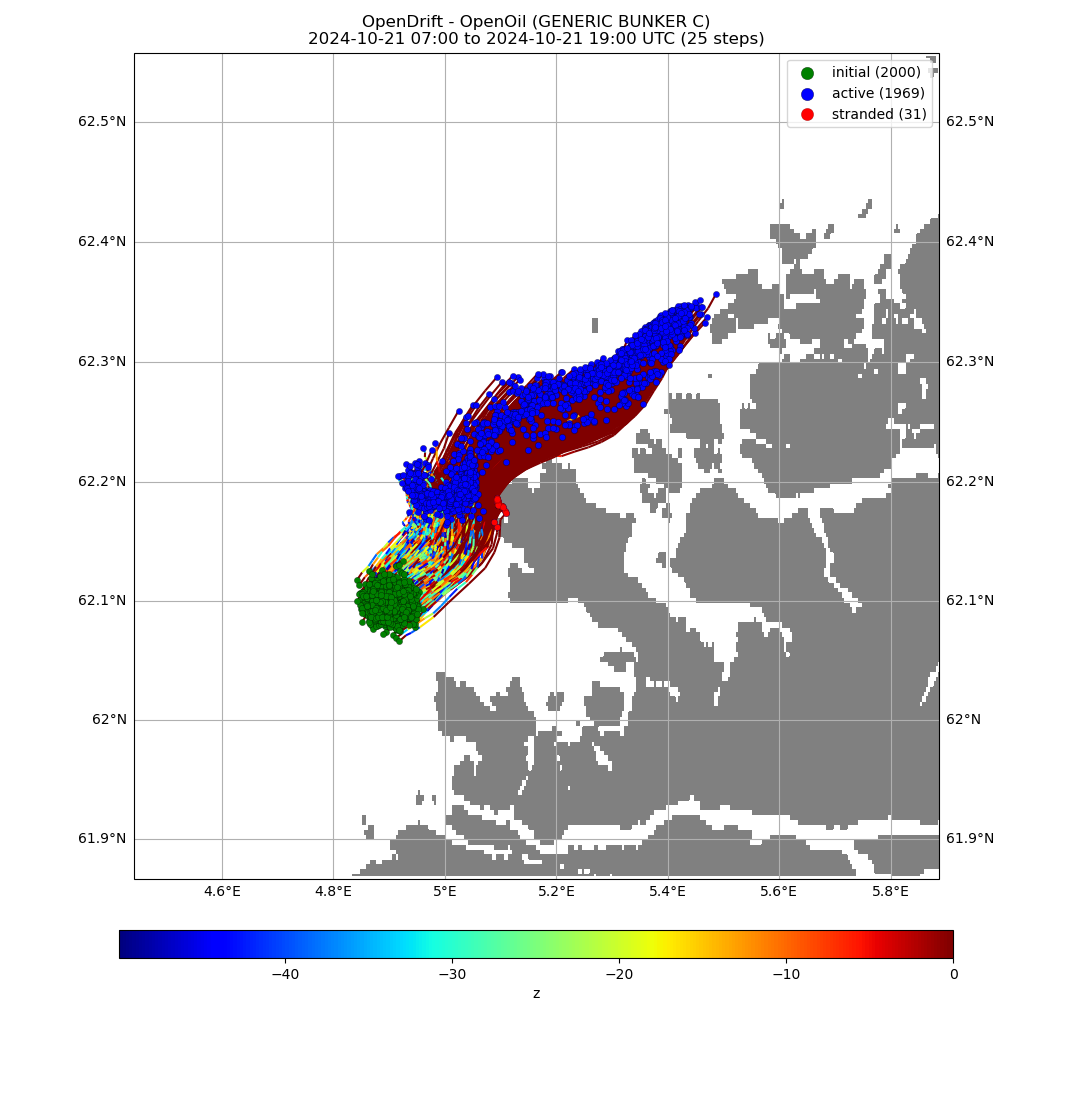 OpenDrift - OpenOil (GENERIC BUNKER C)
2024-10-21 07:00 to 2024-10-21 19:00 UTC (25 steps)
initial (2000)
active (1969)
stranded (31)
62.5°N 62.5°N
62.4°N 62.4°N
62.3°N 62.3°N
62.2°N 62.2°N
62.1°N 62.1°N
62°N 62°N
61.9°N 61.9°N
4.6°E 4.8°E 5°E 5.2°E 5.4°E 5.6°E 5.8°E
−40 −30 −20 −10 0
z